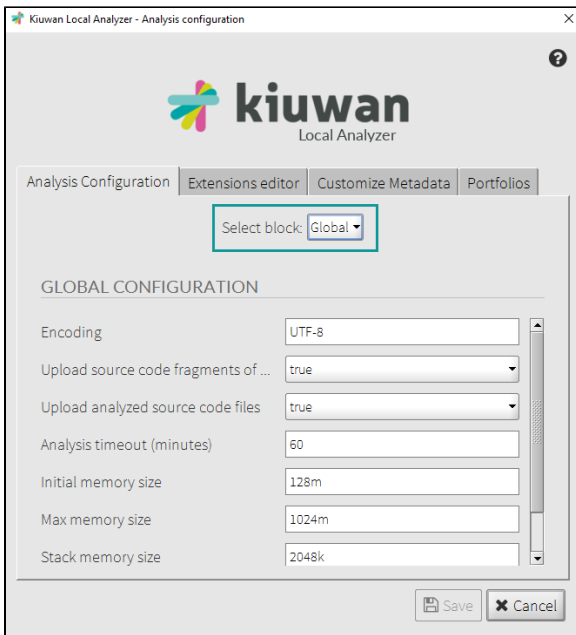 Kiuwan Local Analyzer - Analysis configuration
kiuwan
Local Analyzer
Analysis Configuration Extensions editor Customize Metadata Portfolios
Select block: Global
GLOBAL CONFIGURATION
Encoding UTF-8
Upload source code fragments of ... true
Upload analyzed source code files true
Analysis timeout (minutes) 60
Initial memory size 128m
Max memory size 1024m
Stack memory size 2048k
Save Cancel